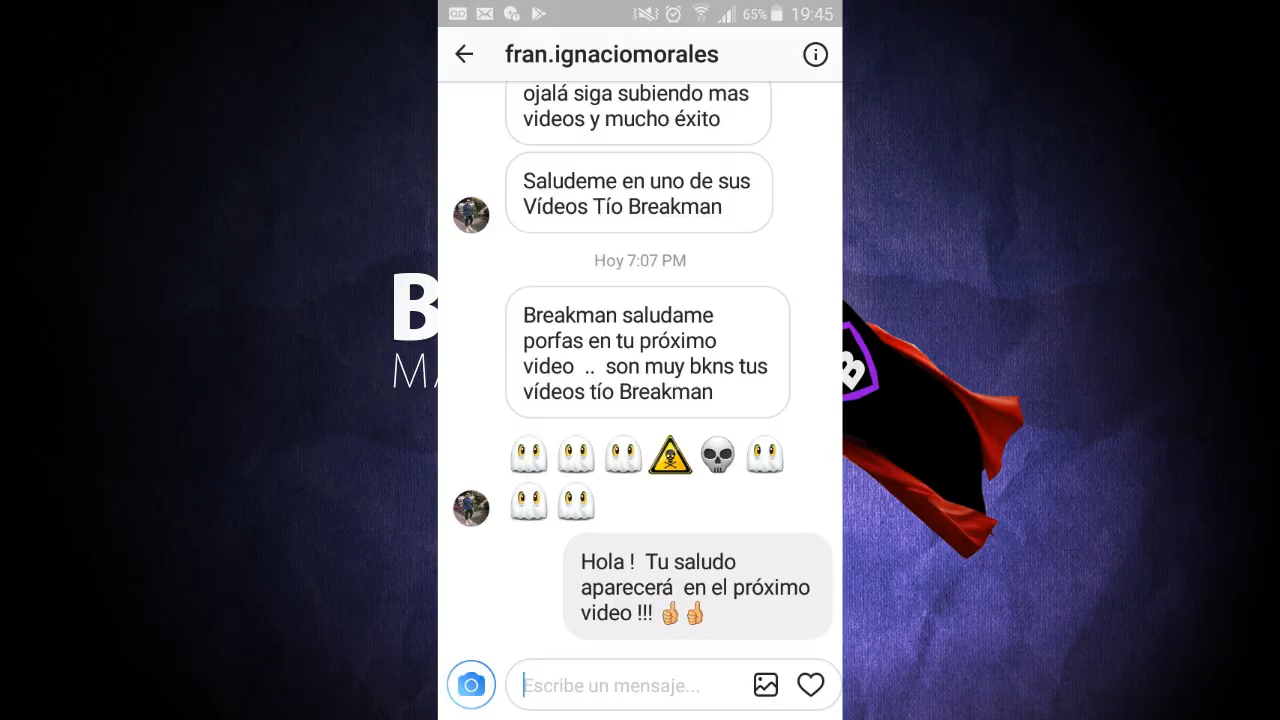 65% 19:45
fran.ignaciomorales
ojalá siga subiendo mas
videos y mucho éxito
Saludeme en uno de sus
Vídeos Tío Breakman
Hoy 7:07 PM
Breakman saludame
porfas en tu próximo
video .. son muy bkns tus
vídeos tío Breakman
Hola ! Tu saludo
aparecerá en el próximo
video !!! 👍👍
Escribe un mensaje...
B
MA
B